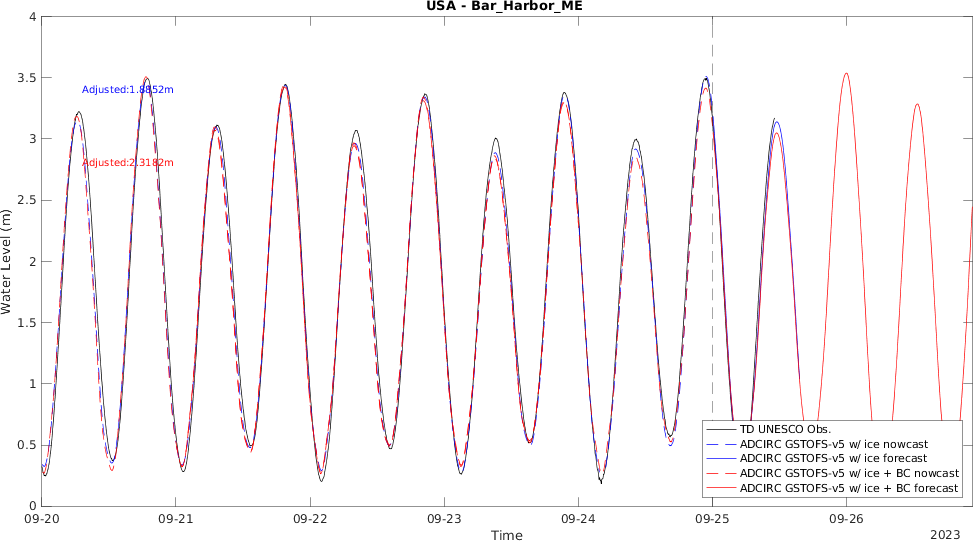 USA - Bar_Harbor_ME
4
3.5
3
2.5
2
1.5
1
0.5
0
Water Level (m)
Adjusted:1.8852m
Adjusted:2.3182m
TD UNESCO Obs.
ADCIRC GSTOFS-v5 w/ ice nowcast
ADCIRC GSTOFS-v5 w/ ice forecast
ADCIRC GSTOFS-v5 w/ ice + BC nowcast
ADCIRC GSTOFS-v5 w/ ice + BC forecast
09-20 09-21 09-22 09-23 09-24 09-25 09-26
Time
2023